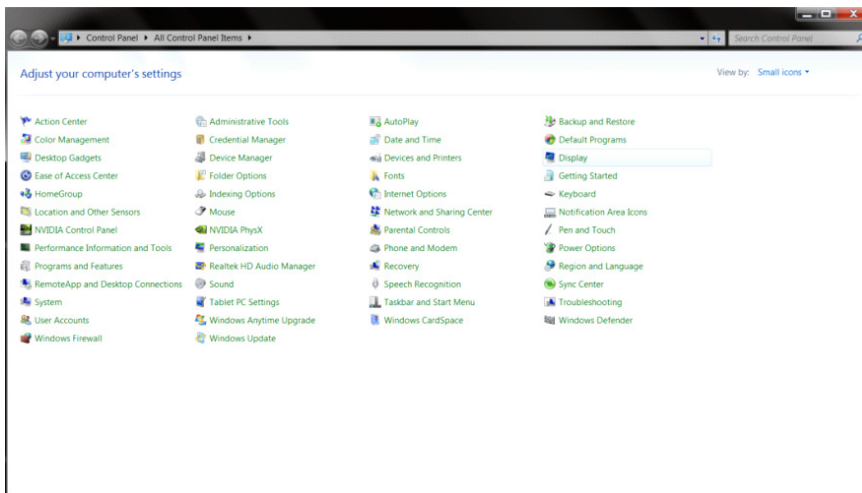 Control Panel ▸ All Control Panel Items ▸ Search Control Panel
Adjust your computer's settings View by: Small icons
Action Center Administrative Tools AutoPlay Backup and Restore
Color Management Credential Manager Date and Time Default Programs
Desktop Gadgets Device Manager Devices and Printers Display
Ease of Access Center Folder Options Fonts Getting Started
HomeGroup Indexing Options Internet Options Keyboard
Location and Other Sensors Mouse Network and Sharing Center Notification Area Icons
NVIDIA Control Panel NVIDIA PhysX Parental Controls Pen and Touch
Performance Information and Tools Personalization Phone and Modem Power Options
Programs and Features Realtek HD Audio Manager Recovery Region and Language
RemoteApp and Desktop Connections Sound Speech Recognition Sync Center
System Tablet PC Settings Taskbar and Start Menu Troubleshooting
User Accounts Windows Anytime Upgrade Windows CardSpace Windows Defender
Windows Firewall Windows Update